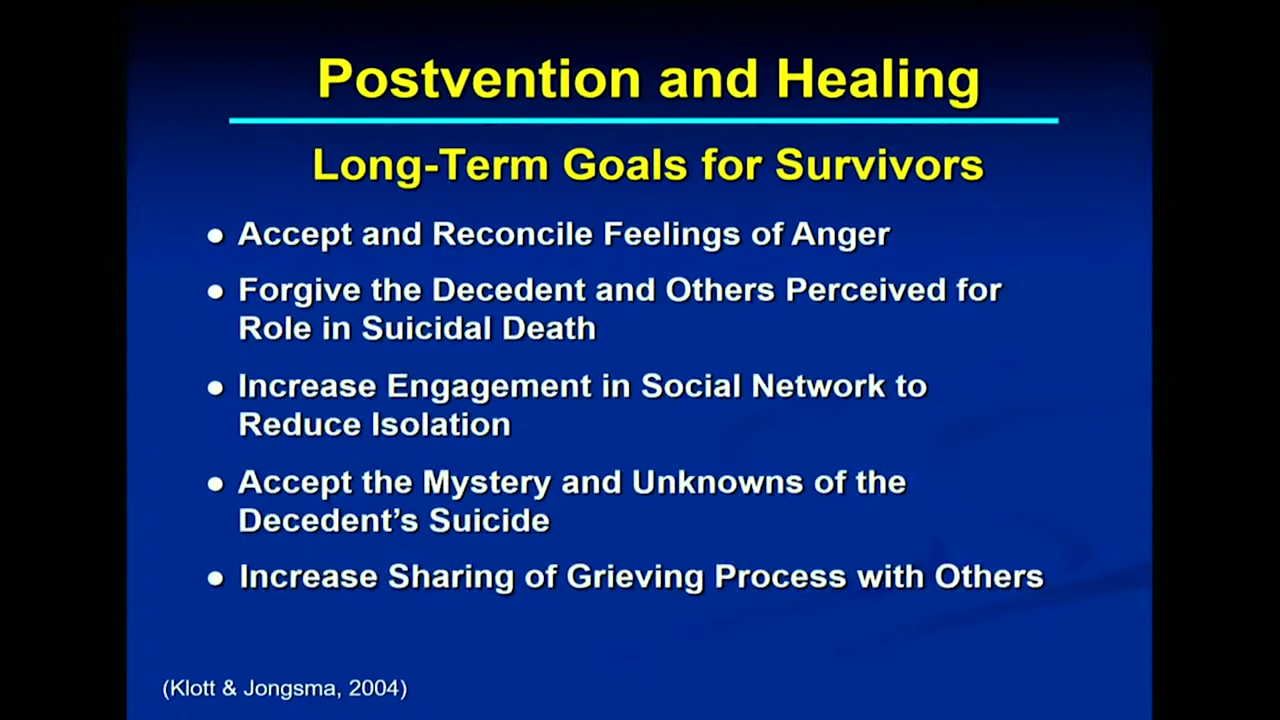 Postvention and Healing
Long-Term Goals for Survivors
● Accept and Reconcile Feelings of Anger
● Forgive the Decedent and Others Perceived for
Role in Suicidal Death
● Increase Engagement in Social Network to
Reduce Isolation
● Accept the Mystery and Unknowns of the
Decedent’s Suicide
● Increase Sharing of Grieving Process with Others
(Klott & Jongsma, 2004)